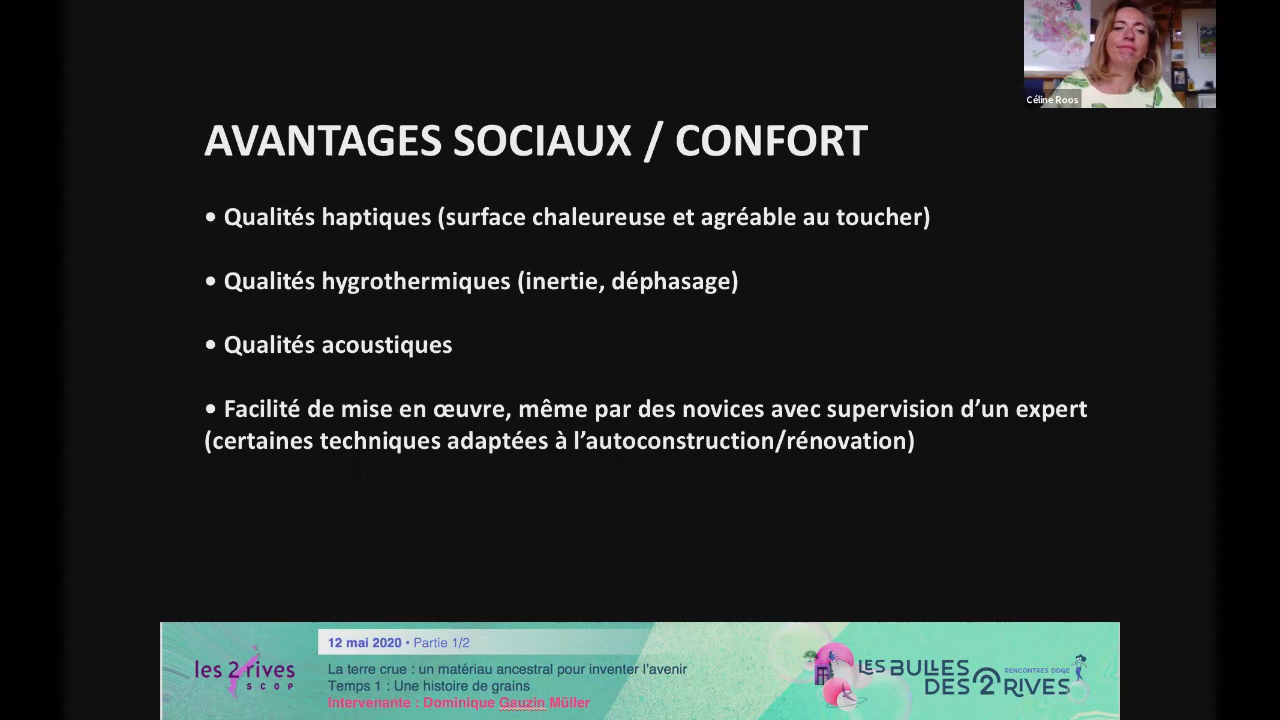 Céline Roos
AVANTAGES SOCIAUX / CONFORT
• Qualités haptiques (surface chaleureuse et agréable au toucher)
• Qualités hygrothermiques (inertie, déphasage)
• Qualités acoustiques
• Facilité de mise en œuvre, même par des novices avec supervision d’un expert
(certaines techniques adaptées à l’autoconstruction/rénovation)
les 2 rives
SCOP
12 mai 2020 • Partie 1/2
La terre crue : un matériau ancestral pour inventer l'avenir
Temps 1 : Une histoire de grains
Intervenante : Dominique Gauzin Müller
LES BULLES
DES 2 RIVES
RENCONTRES DDGE